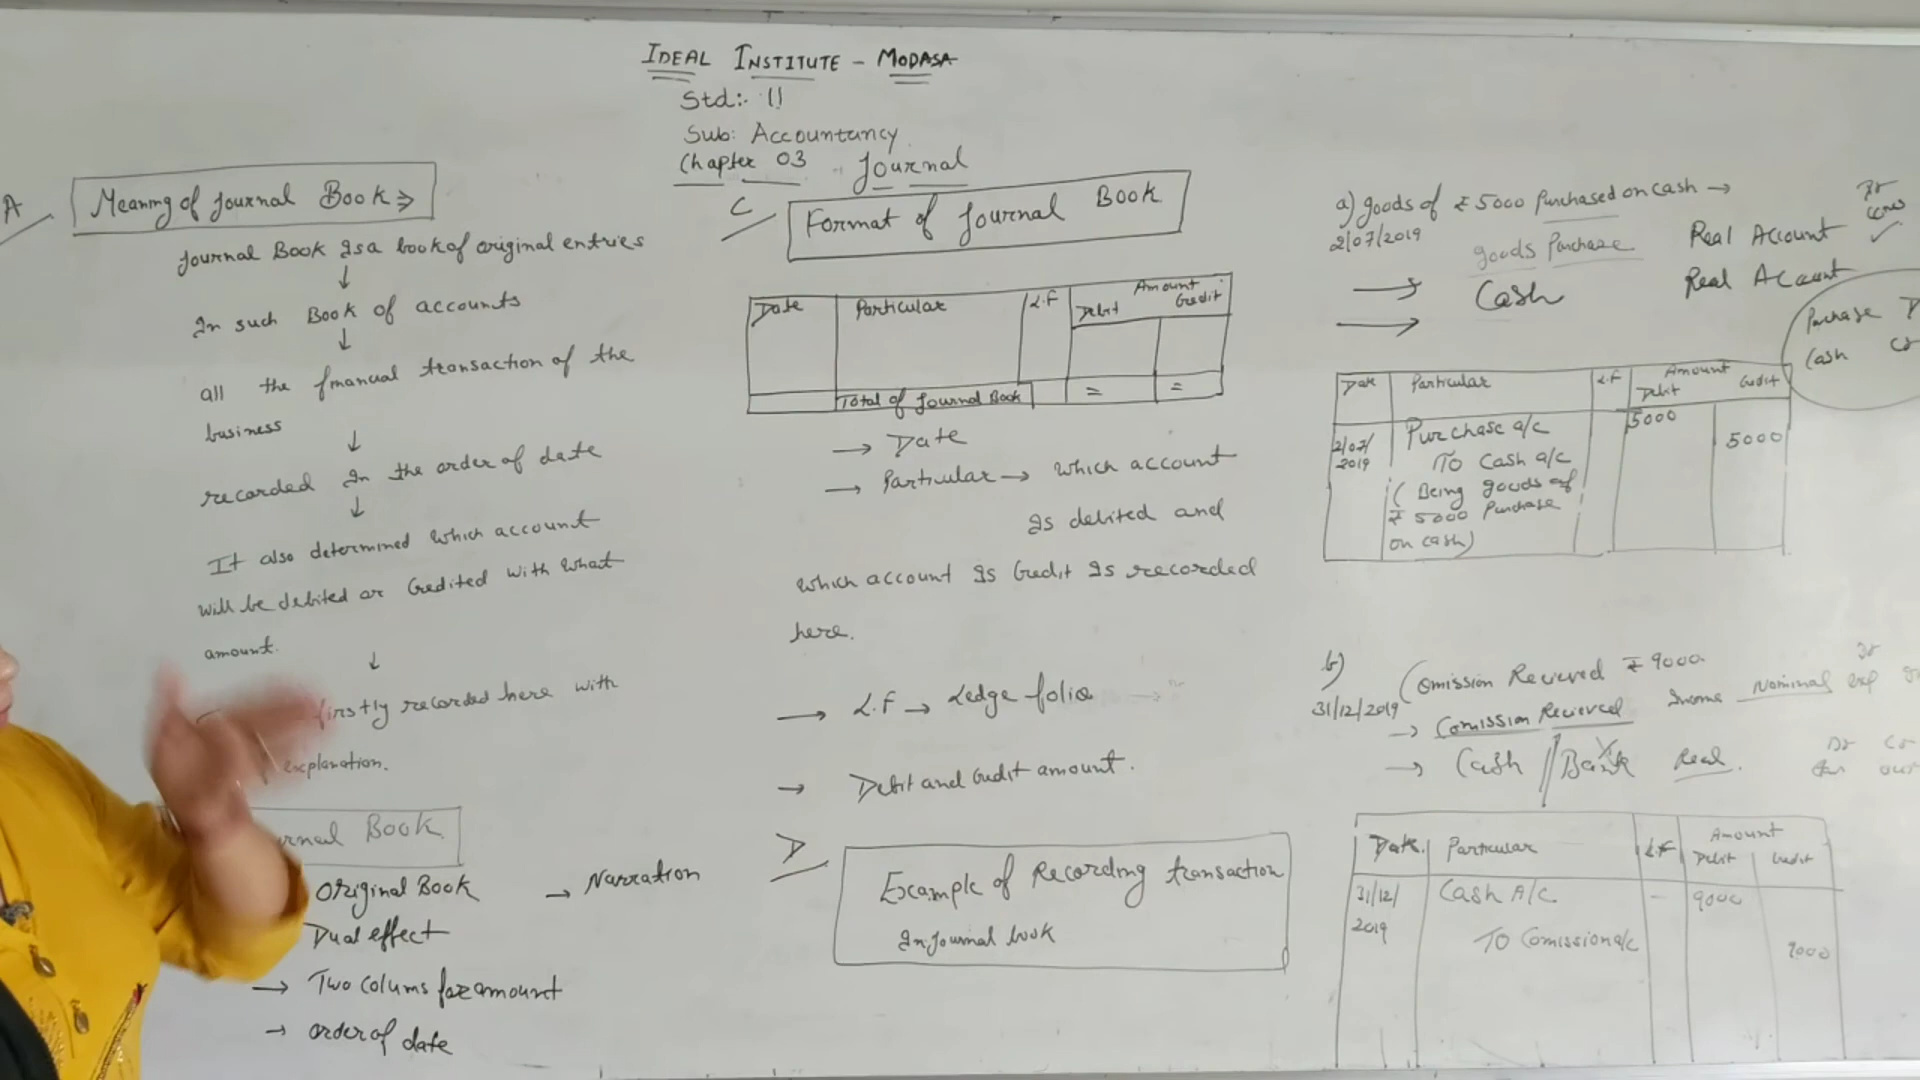 IDEAL INSTITUTE - MODASA
Std:- 11
Sub: Accountancy
Chapter 03 Journal
A
Meaning of Journal Book
Journal Book Is a book of original entries
↓
In such Book of accounts
↓
all the financial transaction of the
business
↓
recorded In the order of date
↓
It also determined which account
will be debited or Credited with what
amount.
↓
firstly recorded here with
explanation.
Book
Original Book
→ Narration
Dual effect
→ Two Colums for amount
→ order of date
C
Format of Journal Book
Date Particular L.F Amount
Debit Credit
Total of Journal Book = =
→ Date
→ Particular → which account
Is debited and
which account Is Credit Is recorded
here.
→ L.F → Ledge folio
→ Debit and Credit amount.
D
Example of Recording transaction
In Journal book
a) goods of ₹ 5000 Purchased on cash →
2/07/2019
goods Purchase Real Account ✓
→ Cash Real Account
→
Purchase D
Cash Cr
Date Particular L.F Amount
Debit Credit
2/07/
2019
Purchase a/c 5000
TO Cash a/c 5000
( Being goods of
₹ 5000 Purchase
on cash)
b) Comission Recieved ₹ 9000
31/12/2019
→ Comission Recieved Income Nominal exp
→ Cash // Bank Real.
Dr Cr
Date. Particular L.F Amount
Debit Credit
31/12/
2019
Cash A/c - 9000
TO Comission a/c 9000